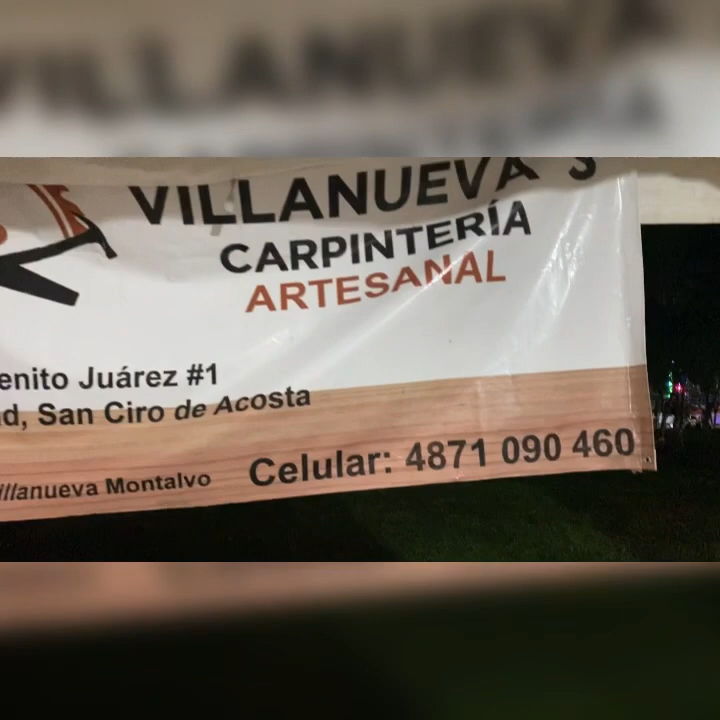 VILLANUEVA'S
CARPINTERÍA
ARTESANAL
enito Juárez #1
d, San Ciro de Acosta
illanueva Montalvo
Celular: 4871 090 460